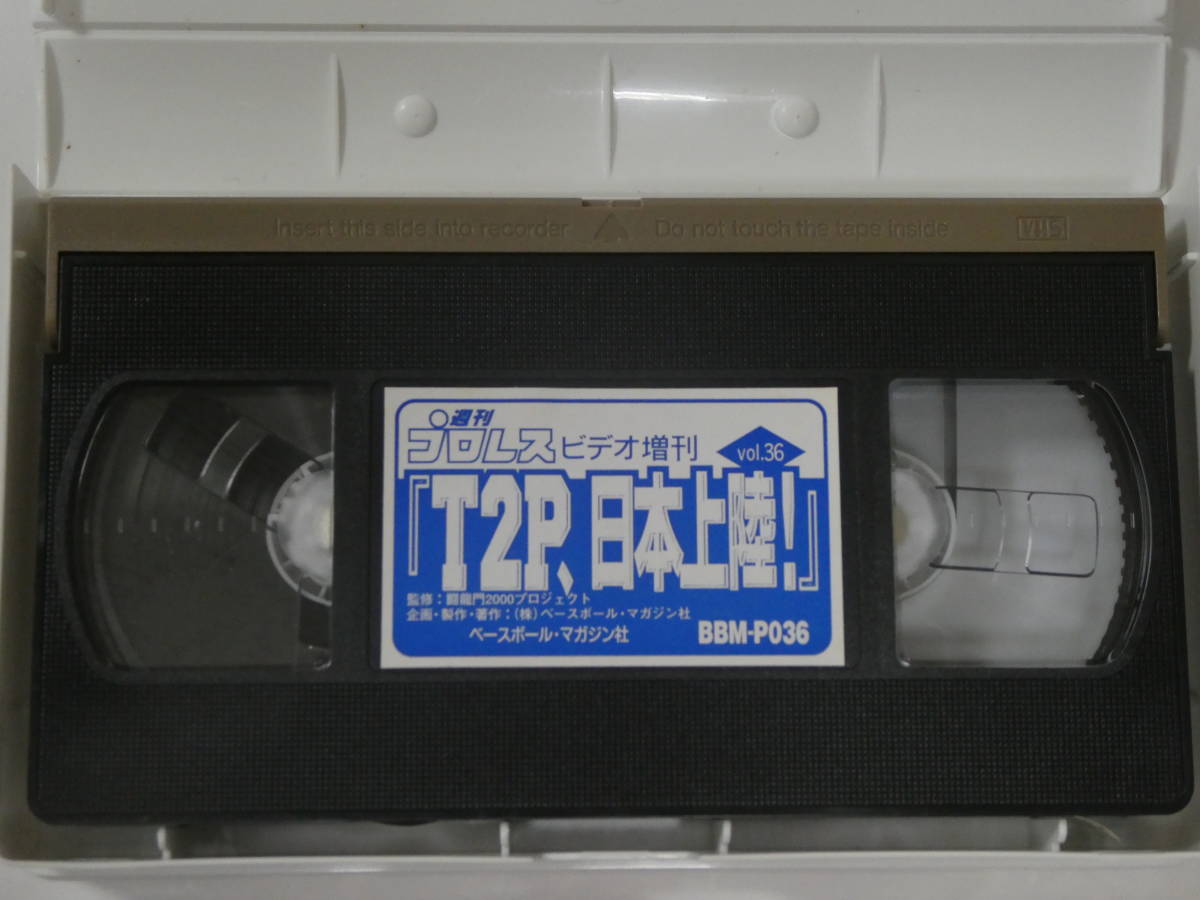 Insert this side into recorder Do not touch the tape inside VHS
週刊
プロレス ビデオ増刊 vol.36
『T2P、日本上陸!』
監修:闘龍門2000プロジェクト
企画・製作・著作:(株)ベースボール・マガジン社
ベースボール・マガジン社 BBM-P036